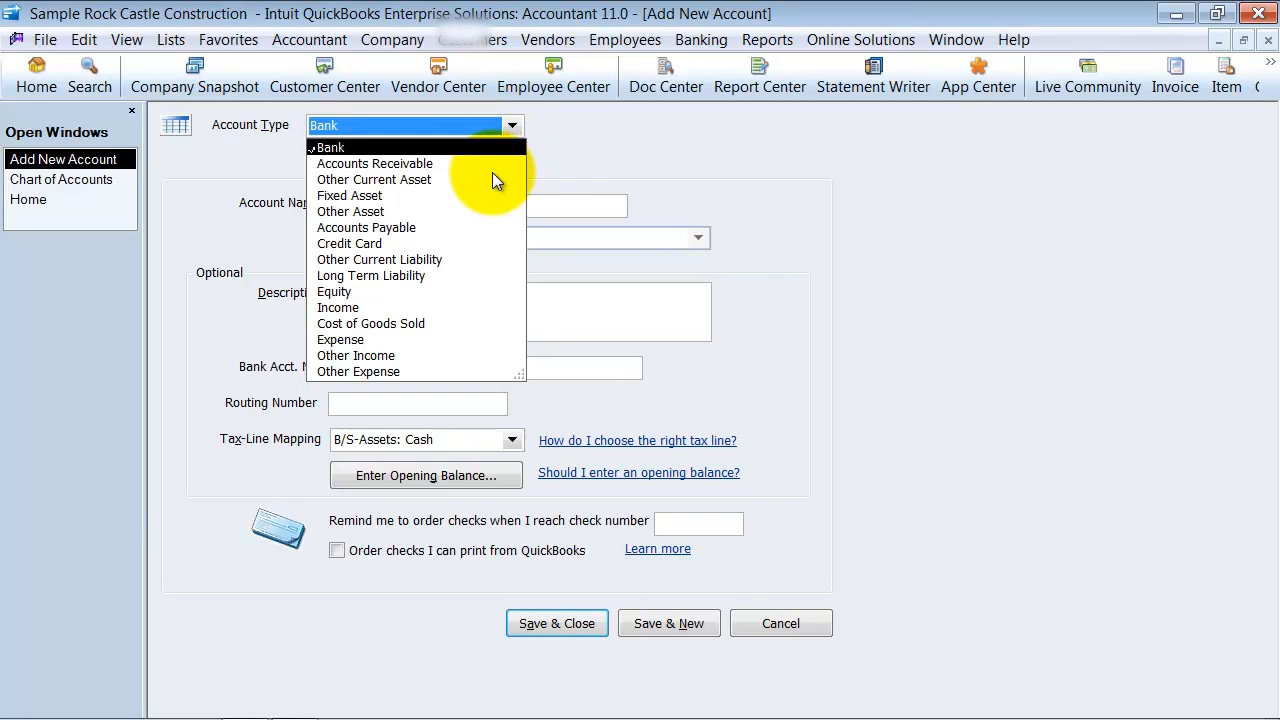 Sample Rock Castle Construction - Intuit QuickBooks Enterprise Solutions: Accountant 11.0 - [Add New Account]
File Edit View Lists Favorites Accountant Company Vendors Employees Banking Reports Online Solutions Window Help
Home Search Company Snapshot Customer Center Vendor Center Employee Center Doc Center Report Center Statement Writer App Center Live Community Invoice Item
Open Windows
Add New Account
Chart of Accounts
Home
Account Type Bank
Bank
Accounts Receivable
Other Current Asset
Fixed Asset
Other Asset
Accounts Payable
Credit Card
Other Current Liability
Long Term Liability
Equity
Income
Cost of Goods Sold
Expense
Other Income
Other Expense
Account Na
Optional
Descripti
Bank Acct. N
Routing Number
Tax-Line Mapping B/S-Assets: Cash How do I choose the right tax line?
Enter Opening Balance... Should I enter an opening balance?
Remind me to order checks when I reach check number
Order checks I can print from QuickBooks Learn more
Save & Close Save & New Cancel